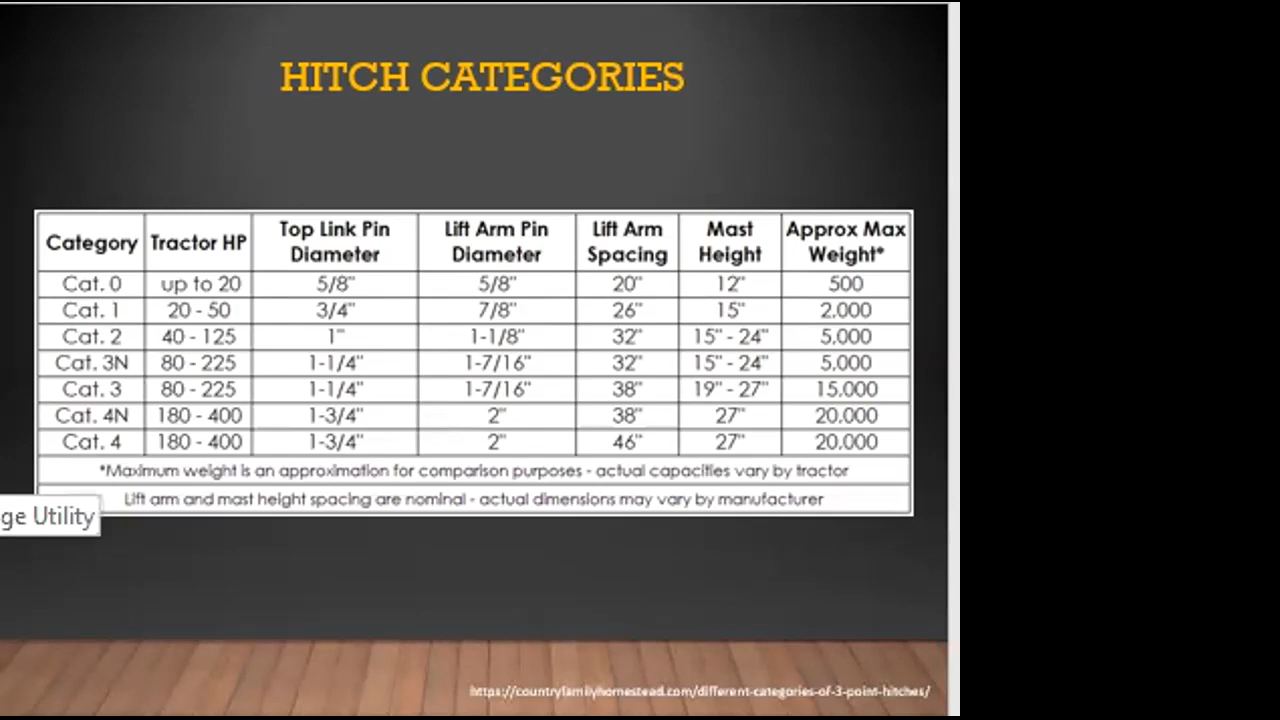 HITCH CATEGORIES
Category Tractor HP Top Link Pin Diameter Lift Arm Pin Diameter Lift Arm Spacing Mast Height Approx Max Weight*
Cat. 0 up to 20 5/8" 5/8" 20" 12" 500
Cat. 1 20 - 50 3/4" 7/8" 26" 15" 2,000
Cat. 2 40 - 125 1" 1-1/8" 32" 15" - 24" 5,000
Cat. 3N 80 - 225 1-1/4" 1-7/16" 32" 15" - 24" 5,000
Cat. 3 80 - 225 1-1/4" 1-7/16" 38" 19" - 27" 15,000
Cat. 4N 180 - 400 1-3/4" 2" 38" 27" 20,000
Cat. 4 180 - 400 1-3/4" 2" 46" 27" 20,000
*Maximum weight is an approximation for comparison purposes - actual capacities vary by tractor
Lift arm and mast height spacing are nominal - actual dimensions may vary by manufacturer
ge Utility
https://countryfamilyhomestead.com/different-categories-of-3-point-hitches/